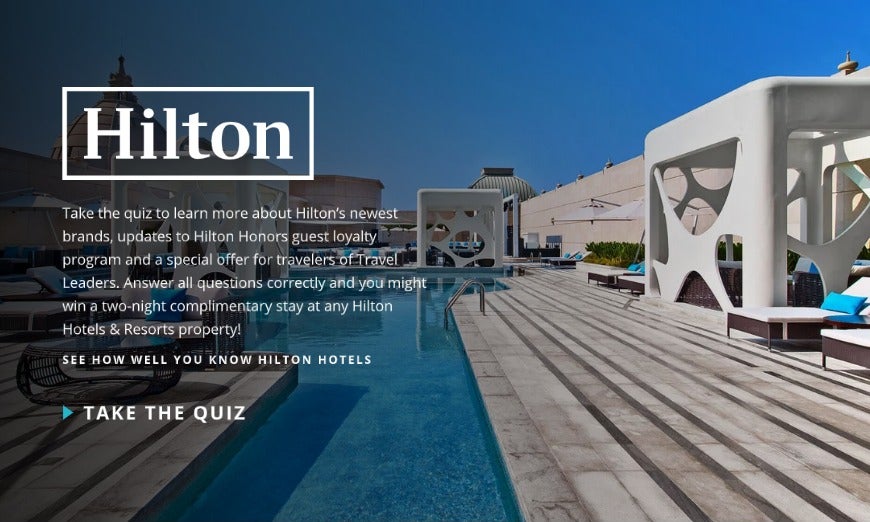 Hilton
Take the quiz to learn more about Hilton’s newest
brands, updates to Hilton Honors guest loyalty
program and a special offer for travelers of Travel
Leaders. Answer all questions correctly and you might
win a two-night complimentary stay at any Hilton
Hotels & Resorts property!
SEE HOW WELL YOU KNOW HILTON HOTELS
TAKE THE QUIZ